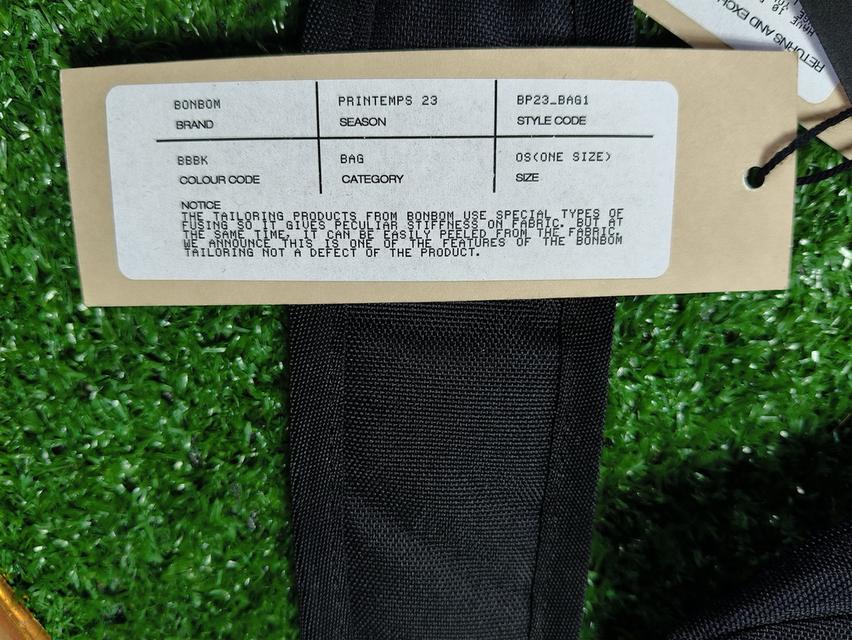 BONBOM
BRAND
PRINTEMPS 23
SEASON
BP23_BAG1
STYLE CODE
BBBK
COLOUR CODE
BAG
CATEGORY
OS(ONE SIZE)
SIZE
NOTICE
THE TAILORING PRODUCTS FROM BONBOM USE SPECIAL TYPES OF
FUSING SO IT GIVES PECULIAR STIFFNESS ON FABRIC. BUT AT
THE SAME TIME, IT CAN BE EASILY PEELED FROM THE FABRIC.
WE ANNOUNCE THIS IS ONE OF THE FEATURES OF THE BONBOM
TAILORING NOT A DEFECT OF THE PRODUCT.
RETURNS AND EXCH